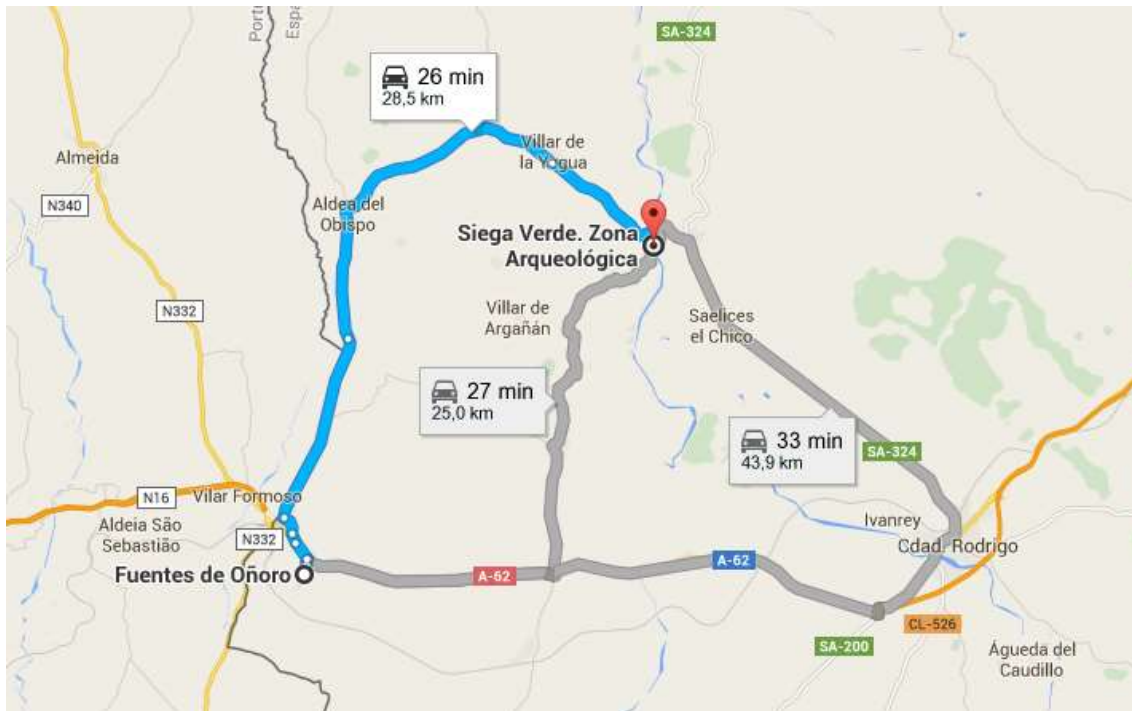 Portu
Espa
SA-324
26 min
28,5 km
Almeida
Villar de
la Yegua
N340
Aldea del
Obispo
Siega Verde. Zona
Arqueológica
N332
Villar de
Argañán
Saelices
el Chico
27 min
25,0 km
33 min
43,9 km
SA-324
N16
Vilar Formoso
Aldeia São
Sebastião
N332
Ivanrey
Cdad. Rodrigo
Fuentes de Oñoro
A-62
A-62
CL-526
SA-200
Águeda del
Caudillo